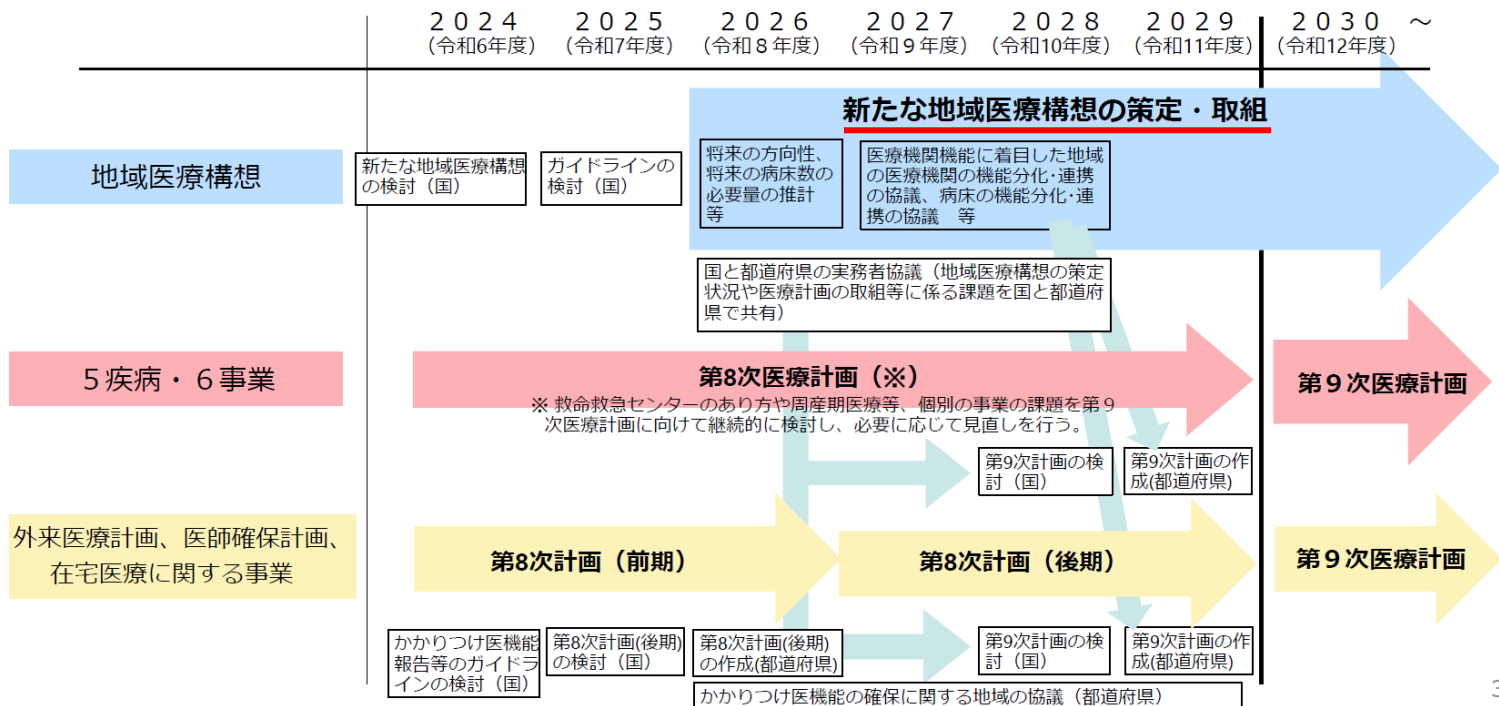 ２０２４ ２０２５ ２０２６ ２０２７ ２０２８ ２０２９ ２０３０ ～
（令和6年度） （令和7年度） （令和８年度） （令和９年度） （令和10年度） （令和11年度） （令和12年度）
新たな地域医療構想の策定・取組
地域医療構想
新たな地域医療構想
の検討（国）
ガイドラインの
検討（国）
将来の方向性、
将来の病床数の
必要量の推計
等
医療機関機能に着目した地域
の医療機関の機能分化･連携
の協議、病床の機能分化･連
携の協議　等
国と都道府県の実務者協議（地域医療構想の策定
状況や医療計画の取組等に係る課題を国と都道府
県で共有）
５疾病・６事業
第8次医療計画（※）
第９次医療計画
※ 救命救急センターのあり方や周産期医療等、個別の事業の課題を第９
次医療計画に向けて継続的に検討し、必要に応じて見直しを行う。
第9次計画の検
討（国）
第9次計画の作
成(都道府県)
外来医療計画、医師確保計画、
在宅医療に関する事業
第8次計画（前期）
第8次計画（後期）
第９次医療計画
かかりつけ医機能
報告等のガイドラ
インの検討（国）
第8次計画(後期)
の検討（国）
第8次計画(後期)
の作成(都道府県)
第9次計画の検
討（国）
第9次計画の作
成(都道府県)
かかりつけ医機能の確保に関する地域の協議（都道府県）
3